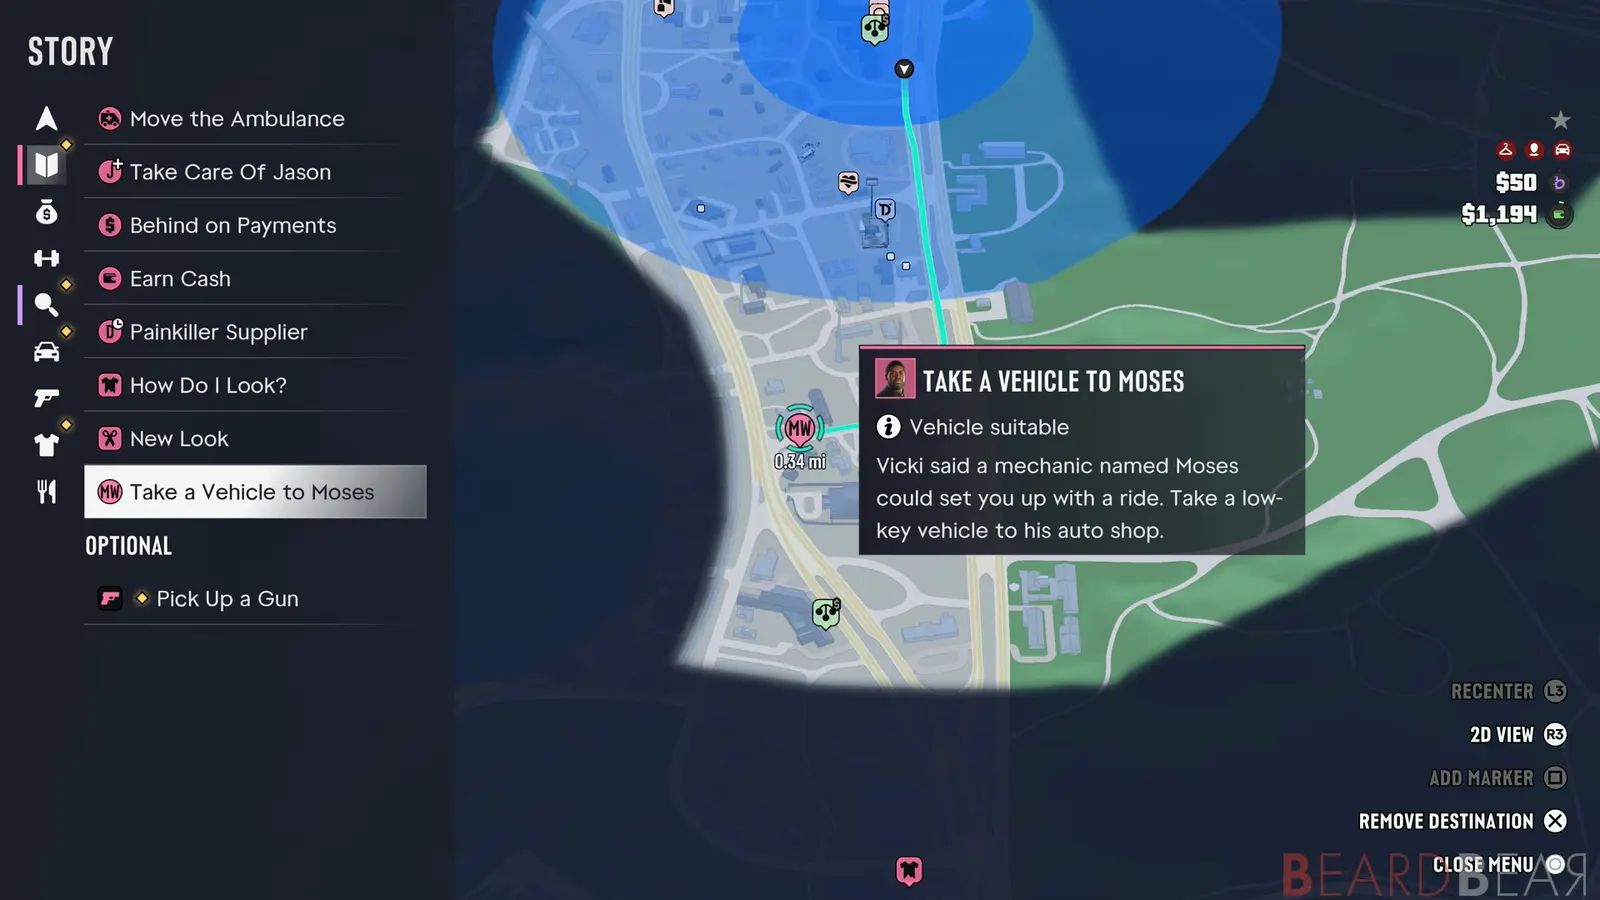 STORY
Move the Ambulance
Take Care Of Jason
Behind on Payments
Earn Cash
Painkiller Supplier
How Do I Look?
New Look
MW Take a Vehicle to Moses
OPTIONAL
Pick Up a Gun
MW
0.34 mi
TAKE A VEHICLE TO MOSES
Vehicle suitable
Vicki said a mechanic named Moses
could set you up with a ride. Take a low-
key vehicle to his auto shop.
$50
$1,194
RECENTER L3
2D VIEW R3
ADD MARKER
REMOVE DESTINATION
CLOSE MENU
BEARDBEAR